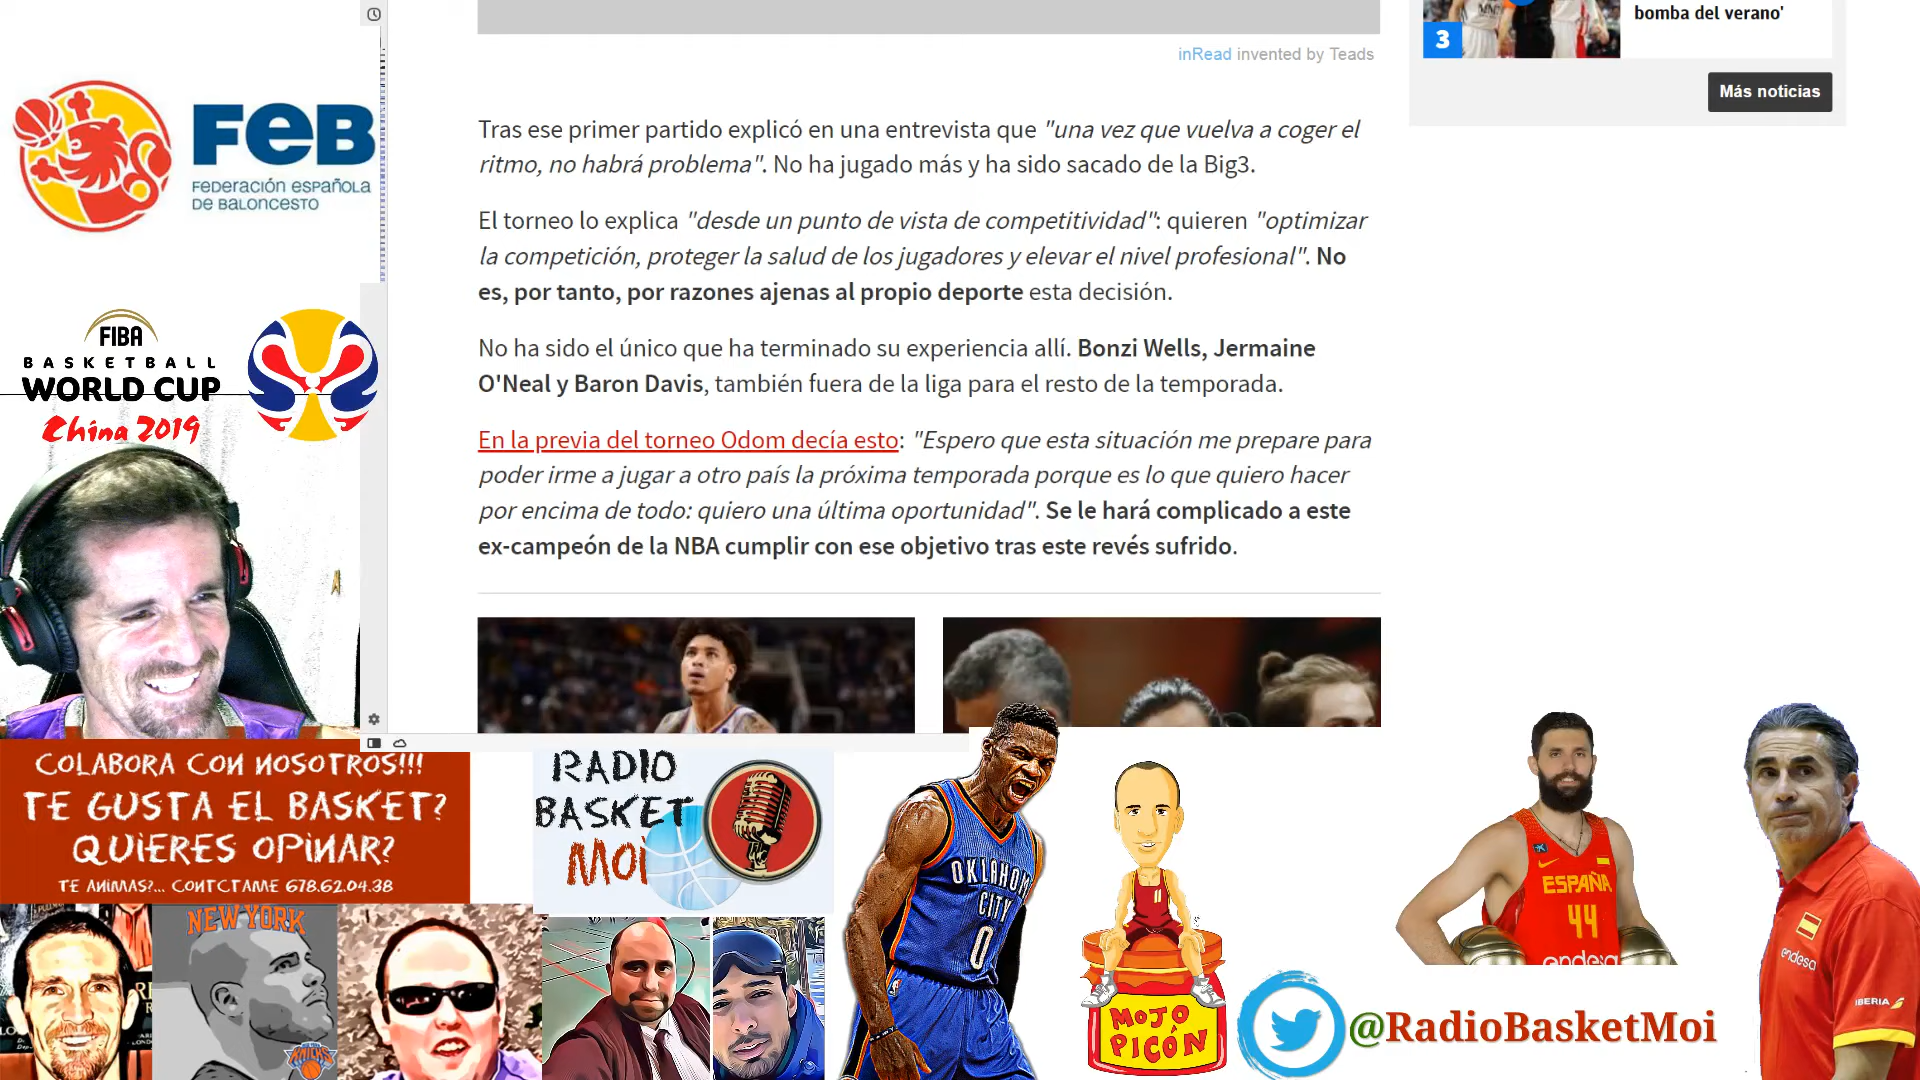 inRead invented by Teads
bomba del verano'
3
Más noticias
FEB
FEDERACIÓN ESPAÑOLA
DE BALONCESTO
Tras ese primer partido explicó en una entrevista que "una vez que vuelva a coger el
ritmo, no habrá problema". No ha jugado más y ha sido sacado de la Big3.
El torneo lo explica "desde un punto de vista de competitividad": quieren "optimizar
la competición, proteger la salud de los jugadores y elevar el nivel profesional". No
es, por tanto, por razones ajenas al propio deporte esta decisión.
No ha sido el único que ha terminado su experiencia allí. Bonzi Wells, Jermaine
O'Neal y Baron Davis, también fuera de la liga para el resto de la temporada.
En la previa del torneo Odom decía esto: "Espero que esta situación me prepare para
poder irme a jugar a otro país la próxima temporada porque es lo que quiero hacer
por encima de todo: quiero una última oportunidad". Se le hará complicado a este
ex-campeón de la NBA cumplir con ese objetivo tras este revés sufrido.
FIBA
BASKETBALL
WORLD CUP
China 2019
COLABORA CON NOSOTROS!!!
TE GUSTA EL BASKET?
QUIERES OPINAR?
TE ANIMAS?... CONTCTAME 678.62.04.38
RADIO
BASKET
MOI
NEW YORK
KNICKS
OKLAHOM
CITY
0
11
MOJO
PICÓN
ESPAÑA
44
endesa
endesa
IBERIA
@RadioBasketMoi